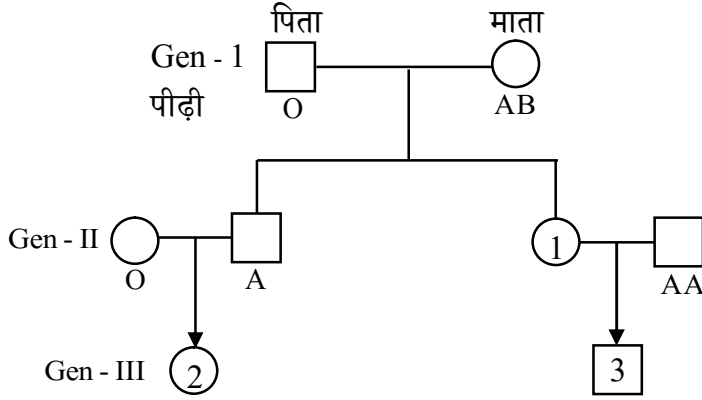 पिता माता
Gen - 1
पीढ़ी
O AB
Gen - II
1
O A AA
Gen - III 2 3